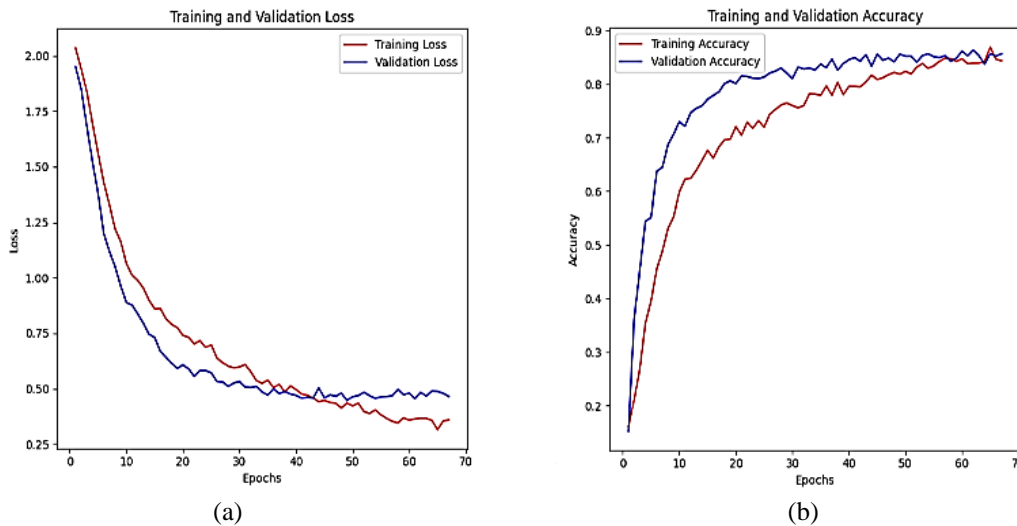 Training and Validation Loss
Training Loss
Validation Loss
2.00
1.75
1.50
1.25
1.00
0.75
0.50
0.25
Loss
0 10 20 30 40 50 60 70
Epochs
(a)
Training and Validation Accuracy
Training Accuracy
Validation Accuracy
0.9
0.8
0.7
0.6
0.5
0.4
0.3
0.2
Accuracy
0 10 20 30 40 50 60
Epochs
(b)